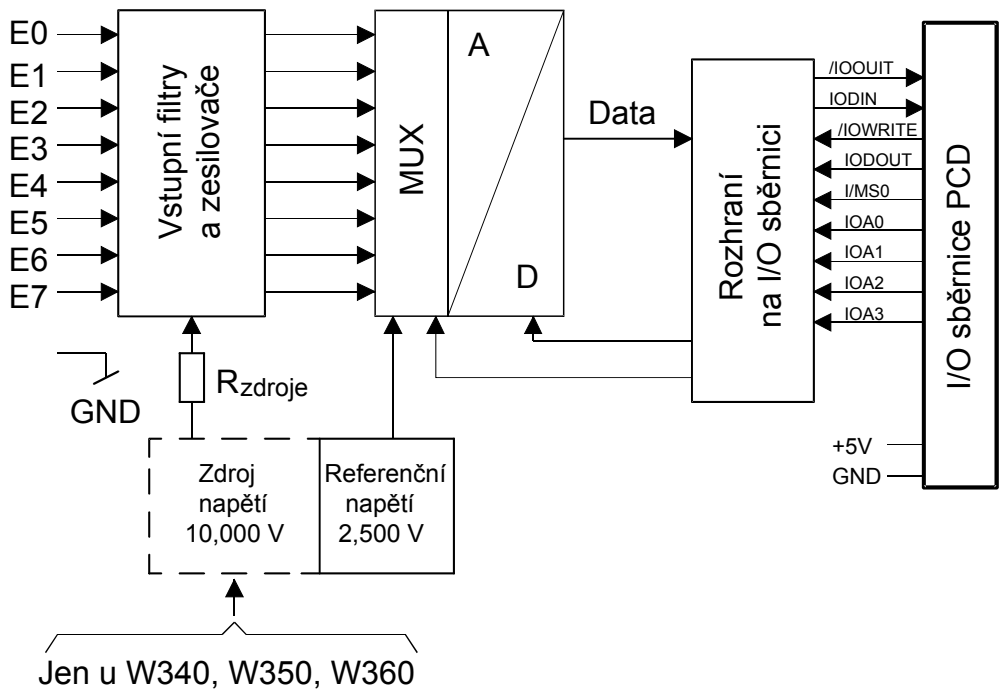 E0
E1
E2
E3
E4
E5
E6
E7
GND
Vstupní filtry
a zesilovače
Rzdroje
Zdroj
napětí
10,000 V
Referenční
napětí
2,500 V
Jen u W340, W350, W360
MUX
A
D
Data
Rozhraní
na I/O sběrnici
/IOOUIT
IODIN
/IOWRITE
IODOUT
I/MS0
IOA0
IOA1
IOA2
IOA3
+5V
GND
I/O sběrnice PCD